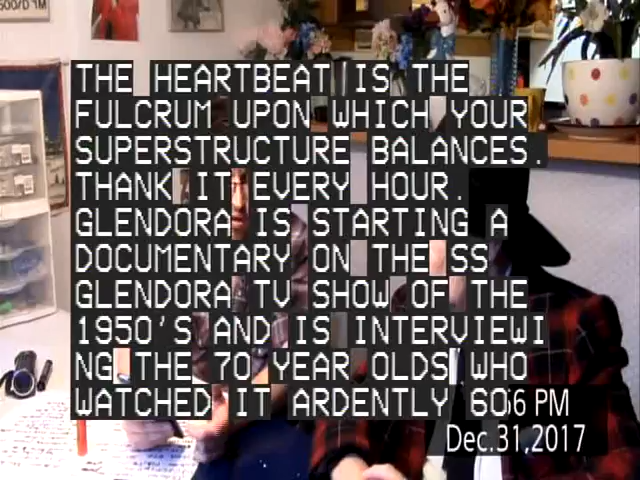 THE HEARTBEAT IS THE
FULCRUM UPON WHICH YOUR
SUPERSTRUCTURE BALANCES.
THANK IT EVERY HOUR.
GLENDORA IS STARTING A
DOCUMENTARY ON THE SS
GLENDORA TV SHOW OF THE
1950'S AND IS INTERVIEWI
NG THE 70 YEAR OLDS WHO
WATCHED IT ARDENTLY 60
6 PM
Dec.31,2017